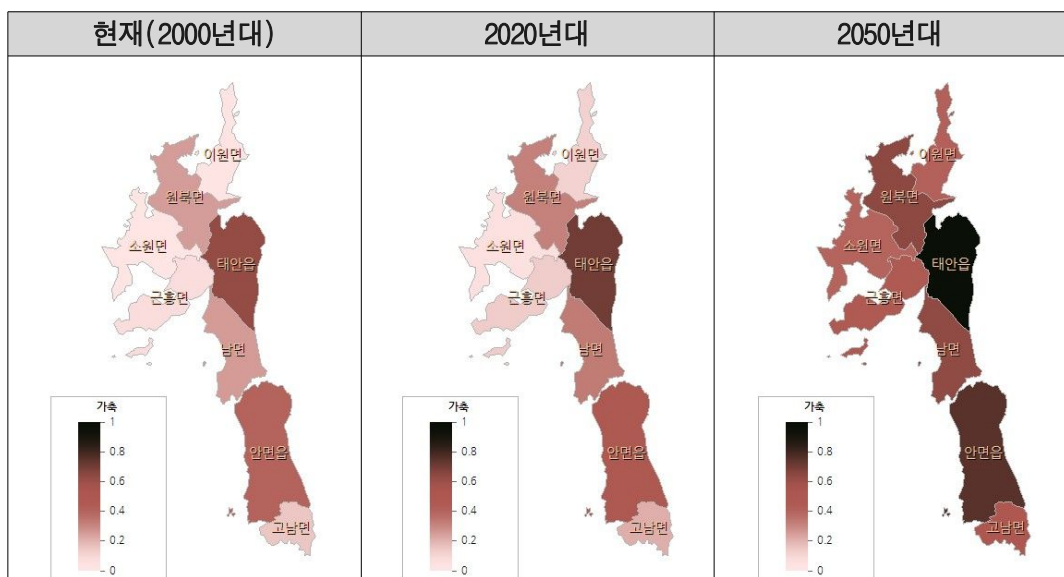 현재(2000년대)
2020년대
2050년대
이원면
원북면
소원면
태안읍
근흥면
남면
안면읍
고남면
가축
1
0.8
0.6
0.4
0.2
0
이원면
원북면
소원면
태안읍
근흥면
남면
안면읍
고남면
가축
1
0.8
0.6
0.4
0.2
0
이원면
원북면
소원면
태안읍
근흥면
남면
안면읍
고남면
가축
1
0.8
0.6
0.4
0.2
0